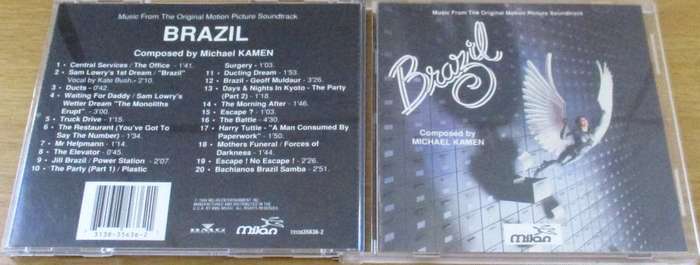 Music From The Original Motion Picture Soundtrack
BRAZIL
Composed by Michael KAMEN
1 • Central Services / The Office • 1'41.
2 • Sam Lowry's 1st Dream / "Brazil"
Vocal by Kate Bush. • 2'10.
3 • Ducts • 0'42
4 • Waiting For Daddy / Sam Lowry's
Wetter Dream "The Monoliths
Erupt" • 3'00.
5 • Truck Drive • 1'15.
6 • The Restaurant (You've Got To
Say The Number) • 1'34.
7 • Mr Helpmann • 1'14.
8 • The Elevator • 0'45.
9 • Jill Brazil / Power Station • 2'07
10 • The Party (Part 1) / Plastic
Surgery • 1'03.
11 • Ducting Dream • 1'53.
12 • Brazil • Geoff Muldaur • 3'26.
13 • Days & Nights In Kyoto • The Party
(Part 2) • 1'18.
14 • The Morning After • 1'46.
15 • Escape ? • 1'03.
16 • The Battle • 4'30.
17 • Harry Tuttle • "A Man Consumed By
Paperwork" • 1'50.
18 • Mothers Funeral / Forces of
Darkness • 1'44.
19 • Escape ! No Escape ! • 2'26.
20 • Bachianos Brazil Samba • 2'51.
BMG
milan
73138 35636-2
Music From The Original Motion Picture Soundtrack
Brazil
Composed by
MICHAEL KAMEN
milan